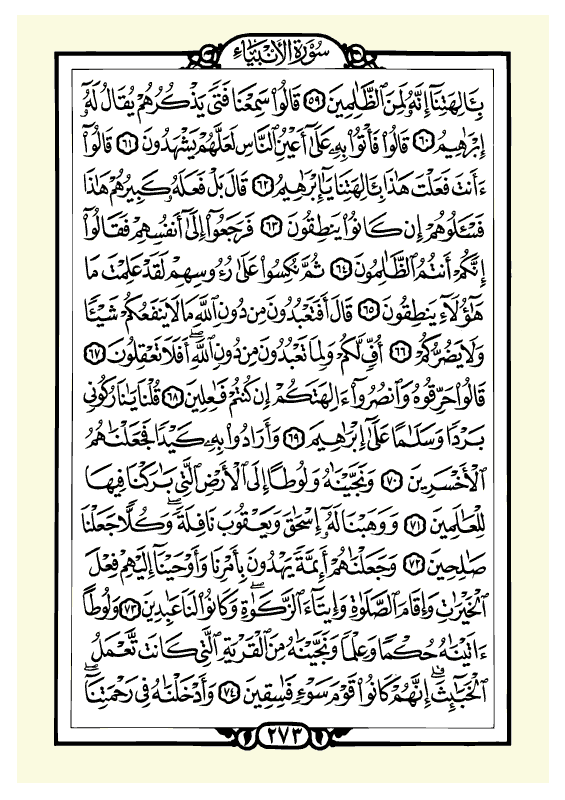 سُورَةُ الأَنْبِيَاءِ
بِـَٔالِهَتِنَآ إِنَّهُۥ لَمِنَ ٱلظَّٰلِمِينَ ٥٩ قَالُوا۟ سَمِعْنَا فَتًى يَذْكُرُهُمْ يُقَالُ لَهُۥٓ
إِبْرَٰهِيمُ ٦٠ قَالُوا۟ فَأْتُوا۟ بِهِۦ عَلَىٰٓ أَعْيُنِ ٱلنَّاسِ لَعَلَّهُمْ يَشْهَدُونَ ٦١ قَالُوٓا۟
ءَأَنتَ فَعَلْتَ هَٰذَا بِـَٔالِهَتِنَا يَٰٓإِبْرَٰهِيمُ ٦٢ قَالَ بَلْ فَعَلَهُۥ كَبِيرُهُمْ هَٰذَا
فَسْـَٔلُوهُمْ إِن كَانُوا۟ يَنطِقُونَ ٦٣ فَرَجَعُوٓا۟ إِلَىٰٓ أَنفُسِهِمْ فَقَالُوٓا۟
إِنَّكُمْ أَنتُمُ ٱلظَّٰلِمُونَ ٦٤ ثُمَّ نُكِسُوا۟ عَلَىٰ رُءُوسِهِمْ لَقَدْ عَلِمْتَ مَا
هَٰٓؤُلَآءِ يَنطِقُونَ ٦٥ قَالَ أَفَتَعْبُدُونَ مِن دُونِ ٱللَّهِ مَا لَا يَنفَعُكُمْ شَيْـًٔا
وَلَا يَضُرُّكُمْ ٦٦ أُفٍّ لَّكُمْ وَلِمَا تَعْبُدُونَ مِن دُونِ ٱللَّهِ ۖ أَفَلَا تَعْقِلُونَ ٦٧
قَالُوا۟ حَرِّقُوهُ وَٱنصُرُوٓا۟ ءَالِهَتَكُمْ إِن كُنتُمْ فَٰعِلِينَ ٦٨ قُلْنَا يَٰنَارُ كُونِى
بَرْدًا وَسَلَٰمًا عَلَىٰٓ إِبْرَٰهِيمَ ٦٩ وَأَرَادُوا۟ بِهِۦ كَيْدًا فَجَعَلْنَٰهُمُ
ٱلْأَخْسَرِينَ ٧٠ وَنَجَّيْنَٰهُ وَلُوطًا إِلَى ٱلْأَرْضِ ٱلَّتِى بَٰرَكْنَا فِيهَا
لِلْعَٰلَمِينَ ٧١ وَوَهَبْنَا لَهُۥٓ إِسْحَٰقَ وَيَعْقُوبَ نَافِلَةً ۖ وَكُلًّا جَعَلْنَا
صَٰلِحِينَ ٧٢ وَجَعَلْنَٰهُمْ أَئِمَّةً يَهْدُونَ بِأَمْرِنَا وَأَوْحَيْنَآ إِلَيْهِمْ فِعْلَ
ٱلْخَيْرَٰتِ وَإِقَامَ ٱلصَّلَوٰةِ وَإِيتَآءَ ٱلزَّكَوٰةِ ۖ وَكَانُوا۟ لَنَا عَٰبِدِينَ ٧٣ وَلُوطًا
ءَاتَيْنَٰهُ حُكْمًا وَعِلْمًا وَنَجَّيْنَٰهُ مِنَ ٱلْقَرْيَةِ ٱلَّتِى كَانَت تَّعْمَلُ
ٱلْخَبَٰٓئِثَ ۗ إِنَّهُمْ كَانُوا۟ قَوْمَ سَوْءٍ فَٰسِقِينَ ٧٤ وَأَدْخَلْنَٰهُ فِى رَحْمَتِنَآ ۖ
٢٧٣